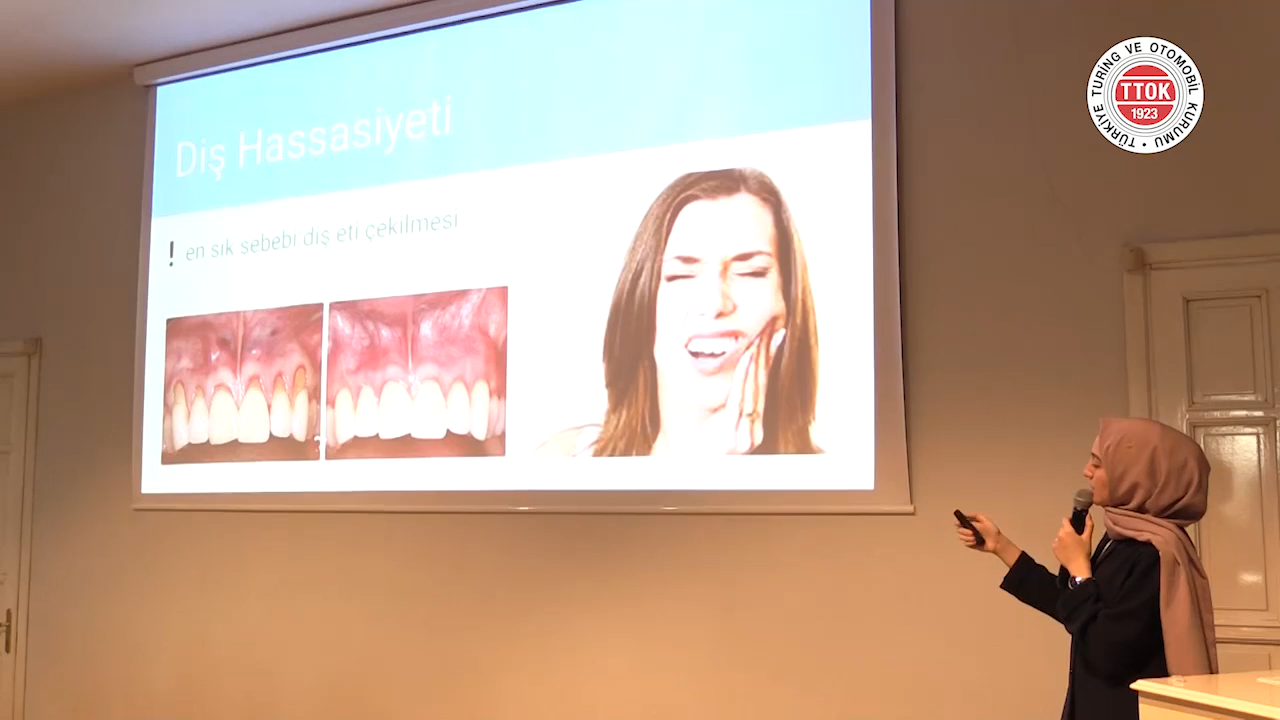 Diş Hassasiyeti
! en sık sebebi diş eti çekilmesi
TÜRKİYE TURİNG VE OTOMOBİL KURUMU •
TTOK
1923